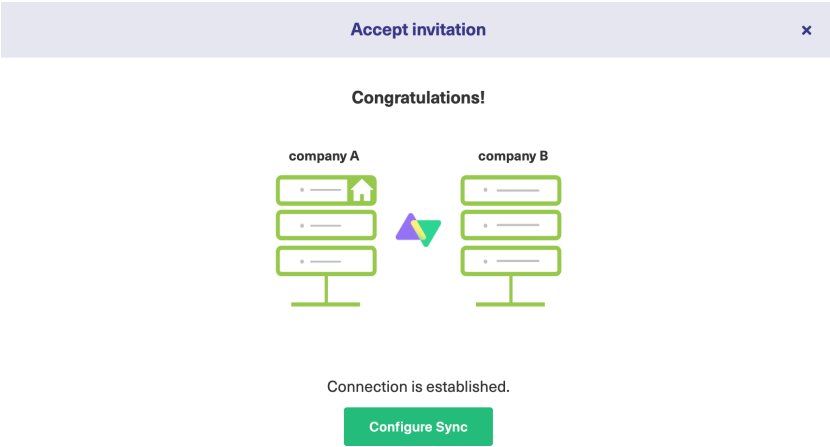 Accept invitation
Congratulations!
company A
company B
Connection is established.
Configure Sync